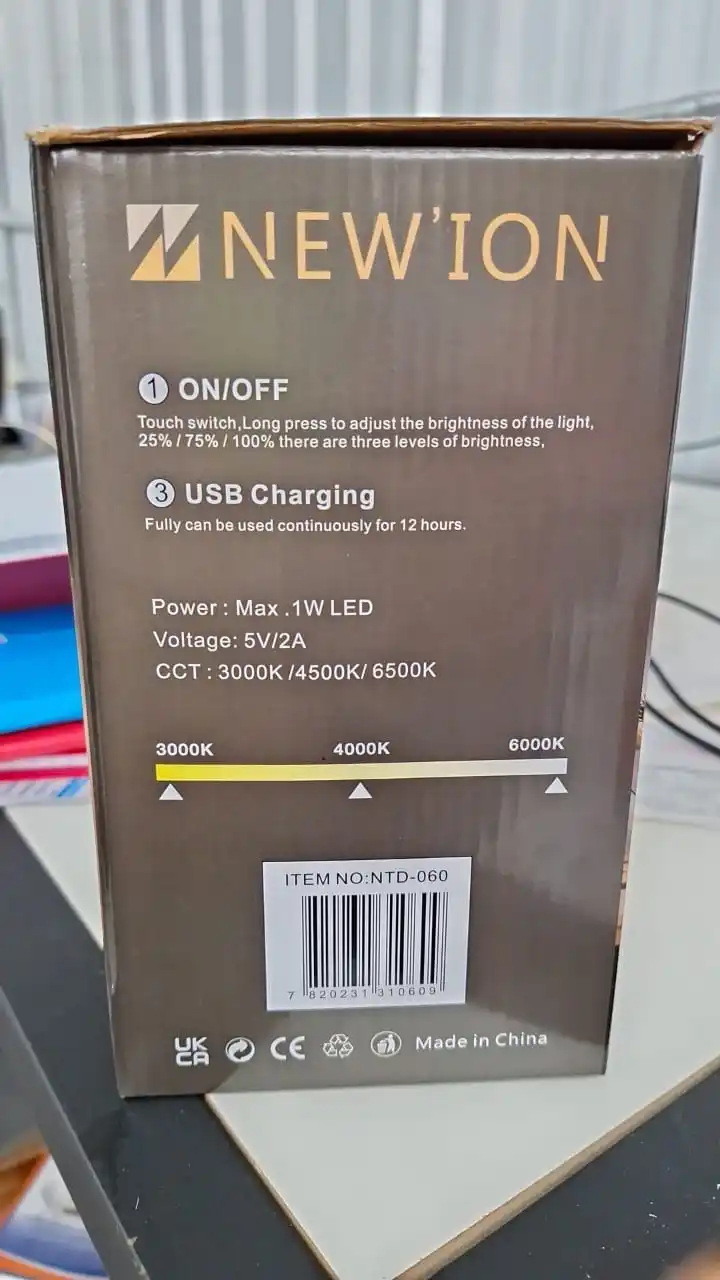 NEW'ION
1 ON/OFF
Touch switch,Long press to adjust the brightness of the light,
25% / 75% / 100% there are three levels of brightness,
3 USB Charging
Fully can be used continuously for 12 hours.
Power : Max .1W LED
Voltage: 5V/2A
CCT : 3000K /4500K/ 6500K
3000K 4000K 6000K
ITEM NO:NTD-060
7 820231 310609
UK CA CE Made in China